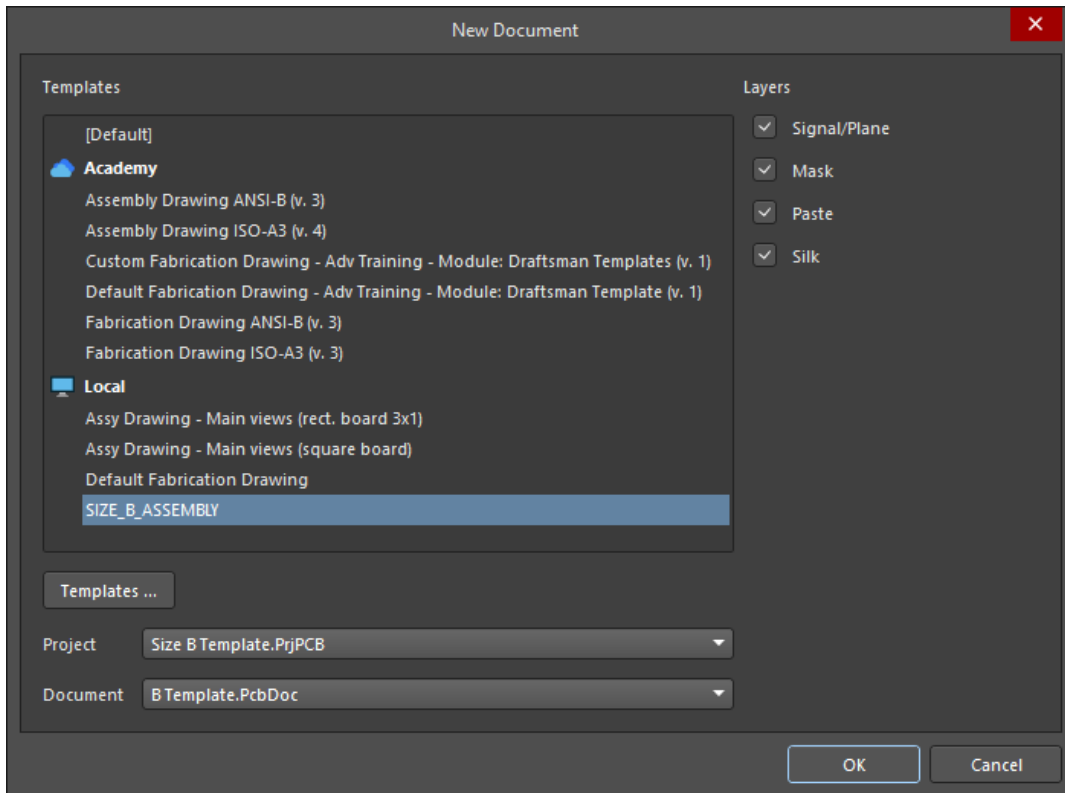 New Document
Templates
[Default]
Academy
Assembly Drawing ANSI-B (v. 3)
Assembly Drawing ISO-A3 (v. 4)
Custom Fabrication Drawing - Adv Training - Module: Draftsman Templates (v. 1)
Default Fabrication Drawing - Adv Training - Module: Draftsman Template (v. 1)
Fabrication Drawing ANSI-B (v. 3)
Fabrication Drawing ISO-A3 (v. 3)
Local
Assy Drawing - Main views (rect. board 3x1)
Assy Drawing - Main views (square board)
Default Fabrication Drawing
SIZE_B_ASSEMBLY
Templates ...
Project Size B Template.PrjPCB
Document B Template.PcbDoc
Layers
Signal/Plane
Mask
Paste
Silk
OK Cancel